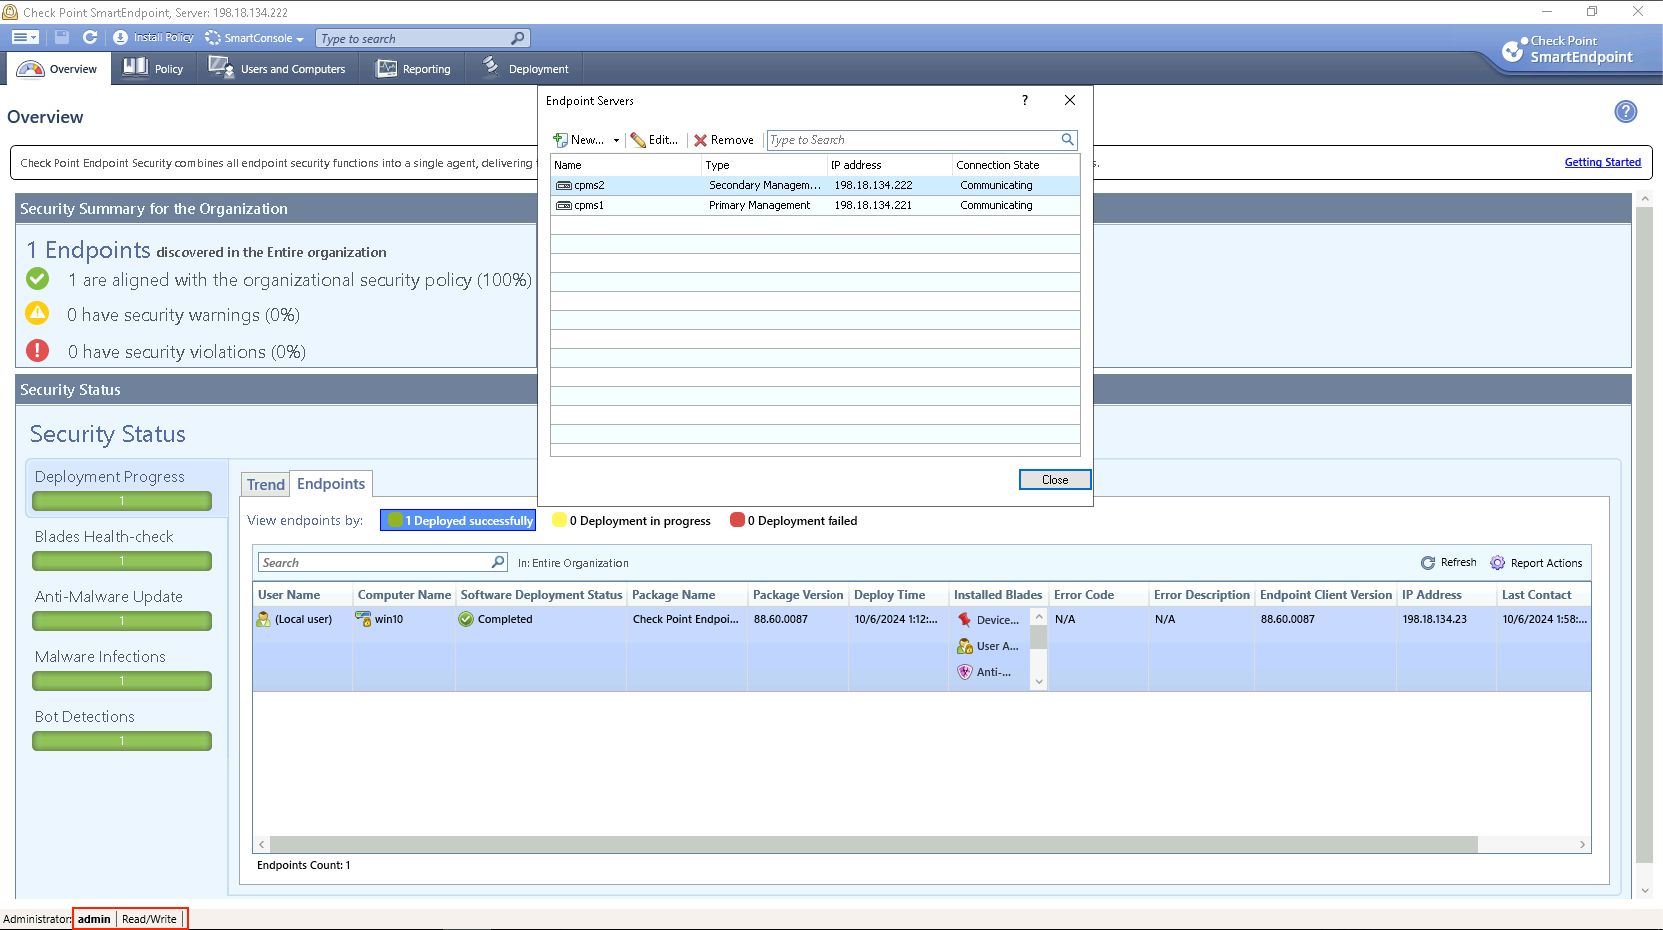 Check Point SmartEndpoint, Server: 198.18.134.222
Install Policy SmartConsole Type to search
Check Point
SmartEndpoint
Overview Policy Users and Computers Reporting Deployment
Endpoint Servers ?
Overview
New... Edit... Remove Type to Search
Check Point Endpoint Security combines all endpoint security functions into a single agent, delivering s. Getting Started
Name Type IP address Connection State
cpms2 Secondary Managem... 198.18.134.222 Communicating
cpms1 Primary Management 198.18.134.221 Communicating
Close
Security Summary for the Organization
1 Endpoints discovered in the Entire organization
1 are aligned with the organizational security policy (100%)
0 have security warnings (0%)
0 have security violations (0%)
Security Status
Security Status
Deployment Progress
1
Blades Health-check
1
Anti-Malware Update
1
Malware Infections
1
Bot Detections
1
Trend Endpoints
View endpoints by: 1 Deployed successfully 0 Deployment in progress 0 Deployment failed
Search In: Entire Organization Refresh Report Actions
User Name Computer Name Software Deployment Status Package Name Package Version Deploy Time Installed Blades Error Code Error Description Endpoint Client Version IP Address Last Contact
(Local user) win10 Completed Check Point Endpoi... 88.60.0087 10/6/2024 1:12:... Device... N/A N/A 88.60.0087 198.18.134.23 10/6/2024 1:58:...
User A...
Anti-...
Endpoints Count: 1
Administrator: admin Read/Write